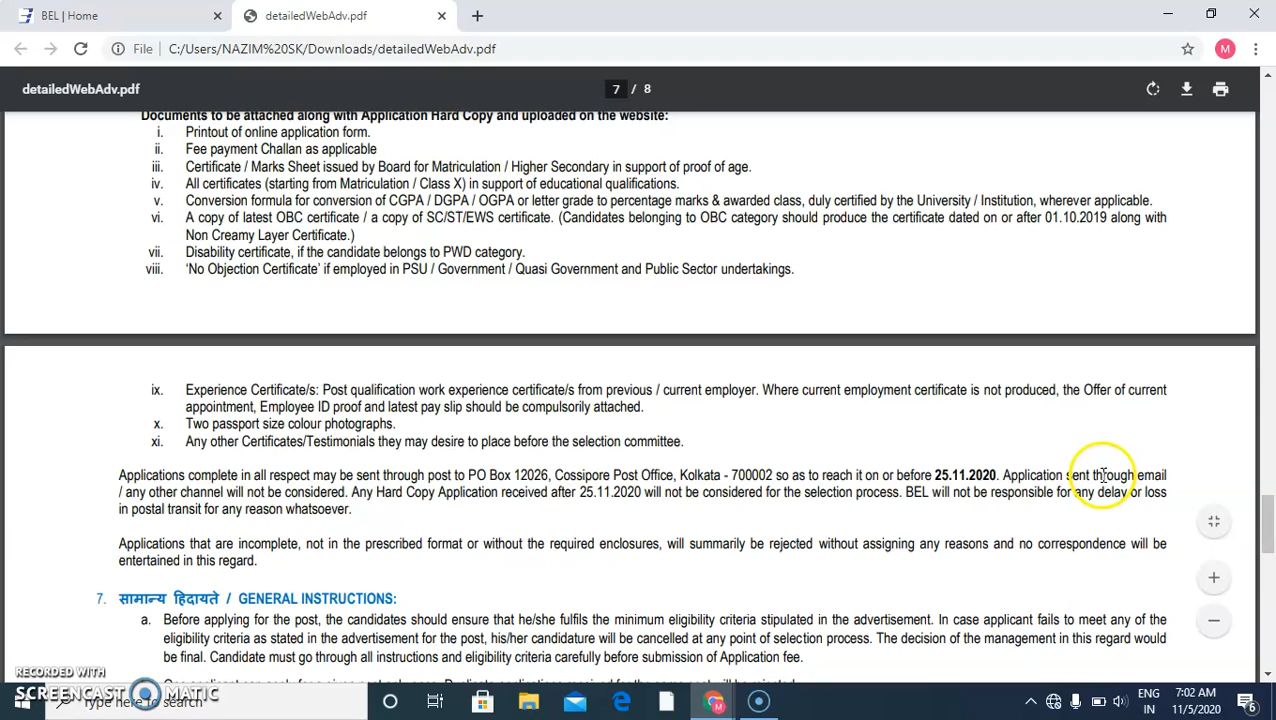 BEL | Home
detailedWebAdv.pdf
File C:/Users/NAZIM%20SK/Downloads/detailedWebAdv.pdf
M
detailedWebAdv.pdf
7 / 8
Documents to be attached along with Application Hard Copy and uploaded on the website:
i. Printout of online application form.
ii. Fee payment Challan as applicable
iii. Certificate / Marks Sheet issued by Board for Matriculation / Higher Secondary in support of proof of age.
iv. All certificates (starting from Matriculation / Class X) in support of educational qualifications.
v. Conversion formula for conversion of CGPA / DGPA / OGPA or letter grade to percentage marks & awarded class, duly certified by the University / Institution, wherever applicable.
vi. A copy of latest OBC certificate / a copy of SC/ST/EWS certificate. (Candidates belonging to OBC category should produce the certificate dated on or after 01.10.2019 along with
Non Creamy Layer Certificate.)
vii. Disability certificate, if the candidate belongs to PWD category.
viii. ‘No Objection Certificate’ if employed in PSU / Government / Quasi Government and Public Sector undertakings.
ix. Experience Certificate/s: Post qualification work experience certificate/s from previous / current employer. Where current employment certificate is not produced, the Offer of current
appointment, Employee ID proof and latest pay slip should be compulsorily attached.
x. Two passport size colour photographs.
xi. Any other Certificates/Testimonials they may desire to place before the selection committee.
Applications complete in all respect may be sent through post to PO Box 12026, Cossipore Post Office, Kolkata - 700002 so as to reach it on or before 25.11.2020. Application sent through email
/ any other channel will not be considered. Any Hard Copy Application received after 25.11.2020 will not be considered for the selection process. BEL will not be responsible for any delay or loss
in postal transit for any reason whatsoever.
Applications that are incomplete, not in the prescribed format or without the required enclosures, will summarily be rejected without assigning any reasons and no correspondence will be
entertained in this regard.
7. सामान्य हिदायते / GENERAL INSTRUCTIONS:
a. Before applying for the post, the candidates should ensure that he/she fulfils the minimum eligibility criteria stipulated in the advertisement. In case applicant fails to meet any of the
eligibility criteria as stated in the advertisement for the post, his/her candidature will be cancelled at any point of selection process. The decision of the management in this regard would
be final. Candidate must go through all instructions and eligibility criteria carefully before submission of Application fee.
RECORDED WITH
SCREENCAST MATIC
Type here to search
M
ENG
IN
7:02 AM
11/5/2020
6